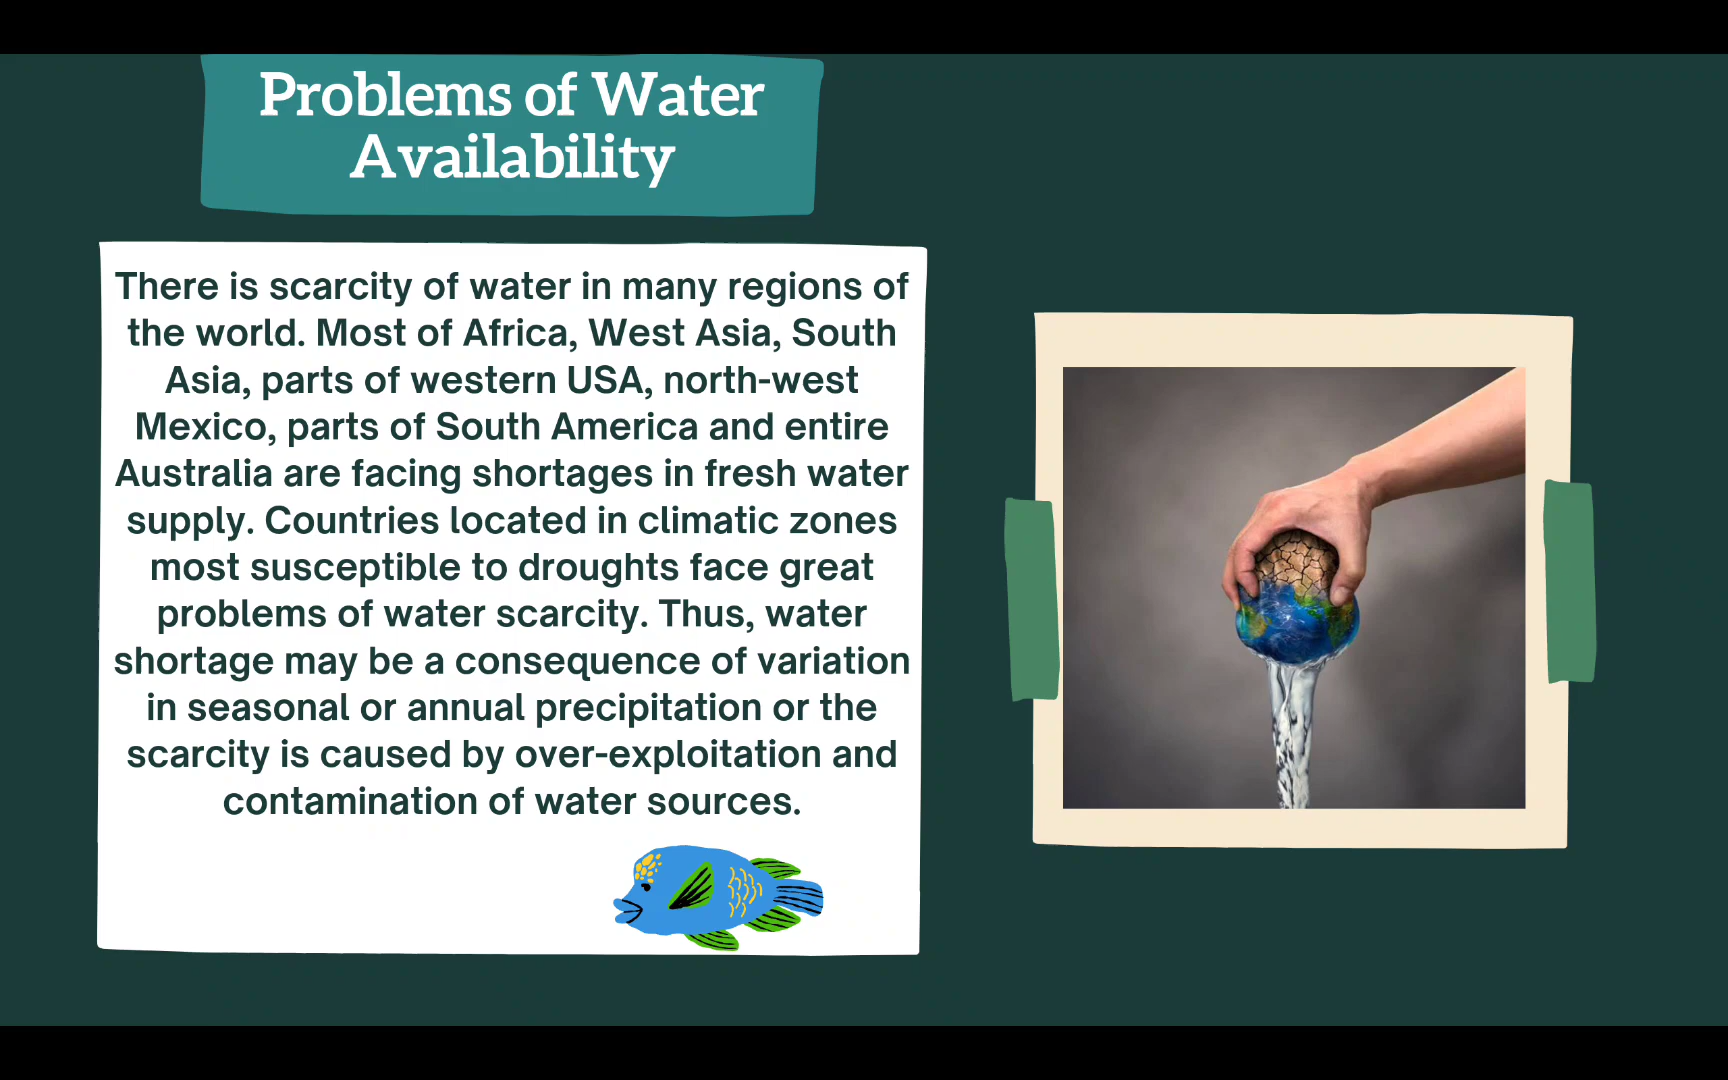 Problems of Water
Availability
There is scarcity of water in many regions of
the world. Most of Africa, West Asia, South
Asia, parts of western USA, north-west
Mexico, parts of South America and entire
Australia are facing shortages in fresh water
supply. Countries located in climatic zones
most susceptible to droughts face great
problems of water scarcity. Thus, water
shortage may be a consequence of variation
in seasonal or annual precipitation or the
scarcity is caused by over-exploitation and
contamination of water sources.